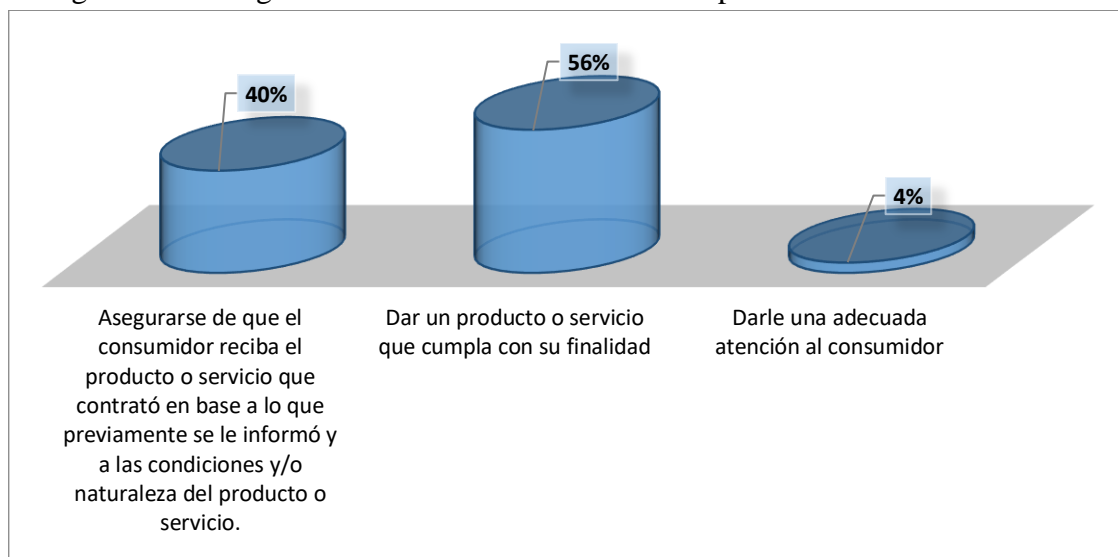 40%
56%
4%
Asegurarse de que el
consumidor reciba el
producto o servicio que
contrató en base a lo que
previamente se le informó y
a las condiciones y/o
naturaleza del producto o
servicio.
Dar un producto o servicio
que cumpla con su finalidad
Darle una adecuada
atención al consumidor